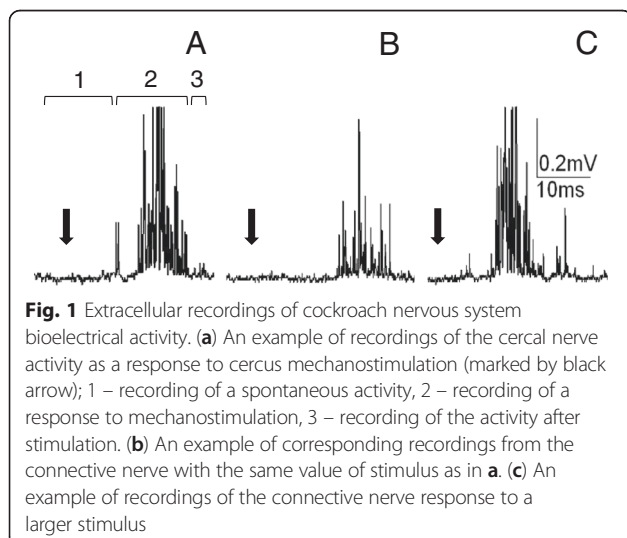 A B C
1 2 3
0.2mV
10ms
Fig. 1 Extracellular recordings of cockroach nervous system
bioelectrical activity. (a) An example of recordings of the cercal nerve
activity as a response to cercus mechanostimulation (marked by black
arrow); 1 – recording of a spontaneous activity, 2 – recording of a
response to mechanostimulation, 3 – recording of the activity after
stimulation. (b) An example of corresponding recordings from the
connective nerve with the same value of stimulus as in a. (c) An
example of recordings of the connective nerve response to a
larger stimulus